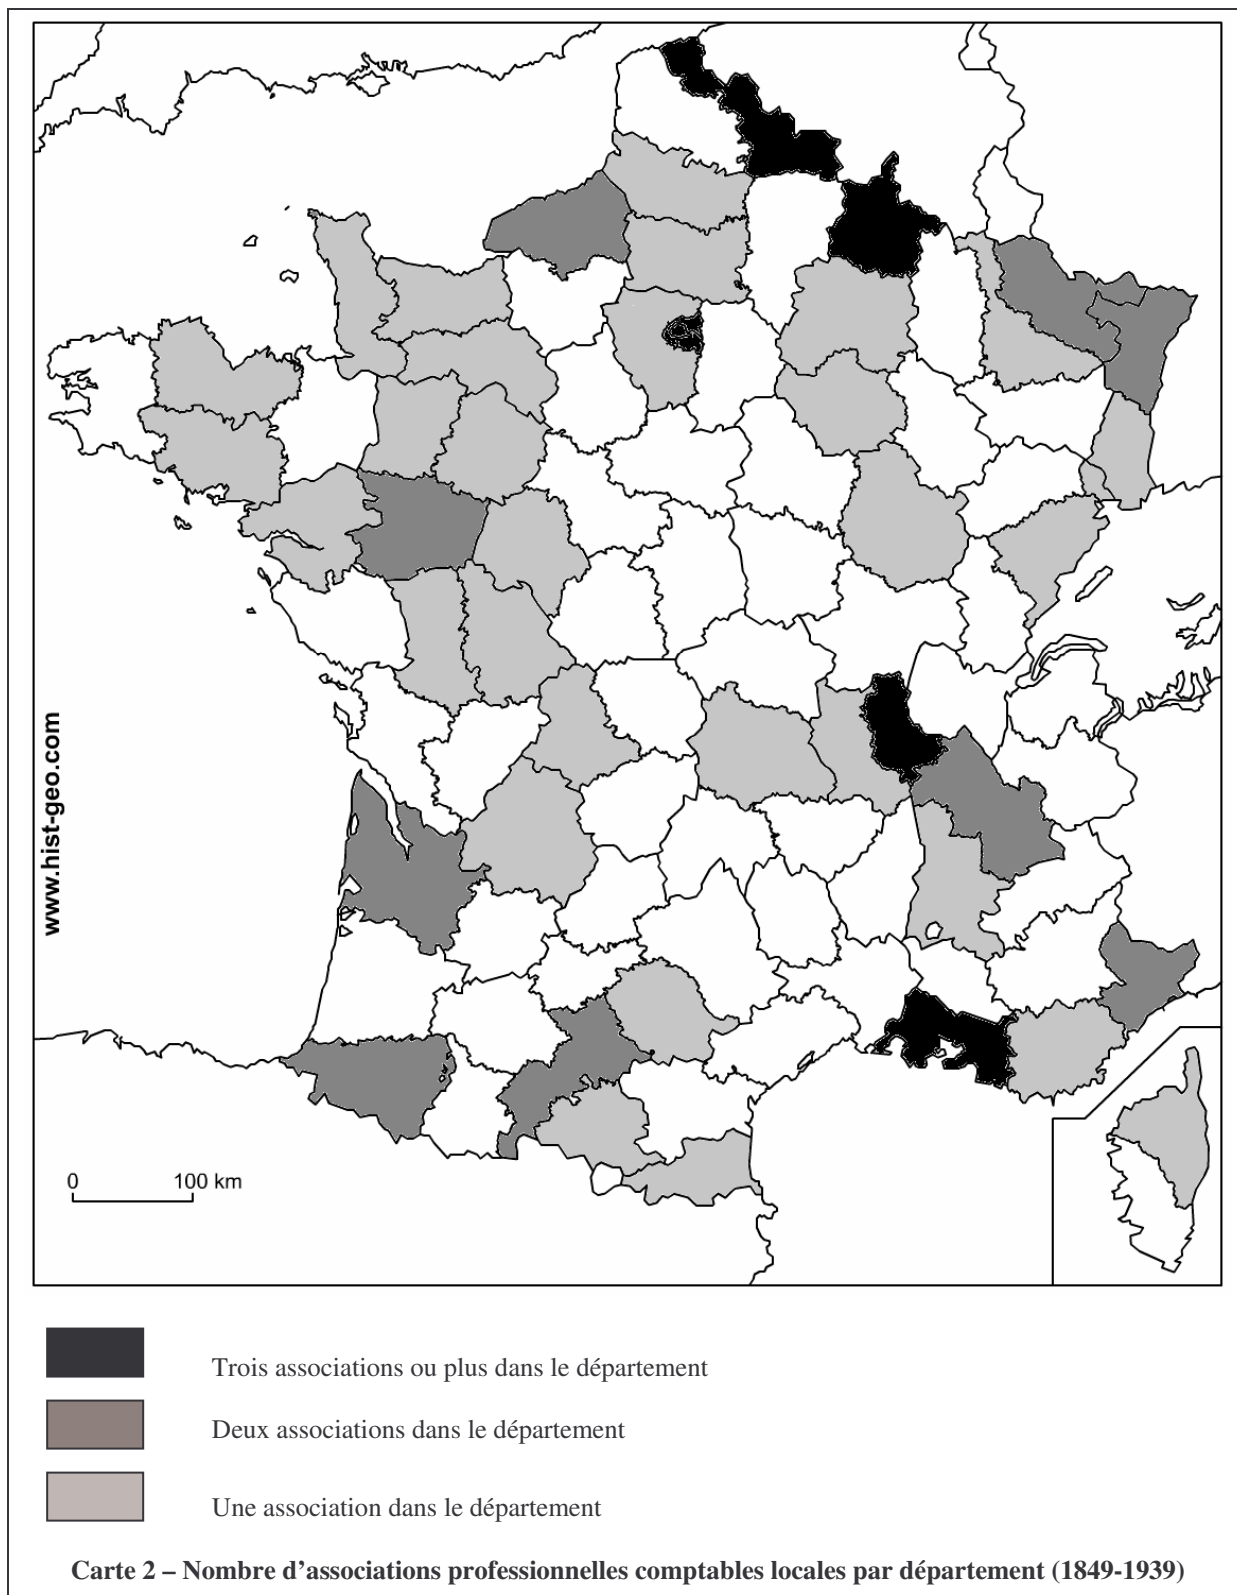 www.hist-geo.com
0 100 km
Trois associations ou plus dans le département
Deux associations dans le département
Une association dans le département
Carte 2 – Nombre d'associations professionnelles comptables locales par département (1849-1939)